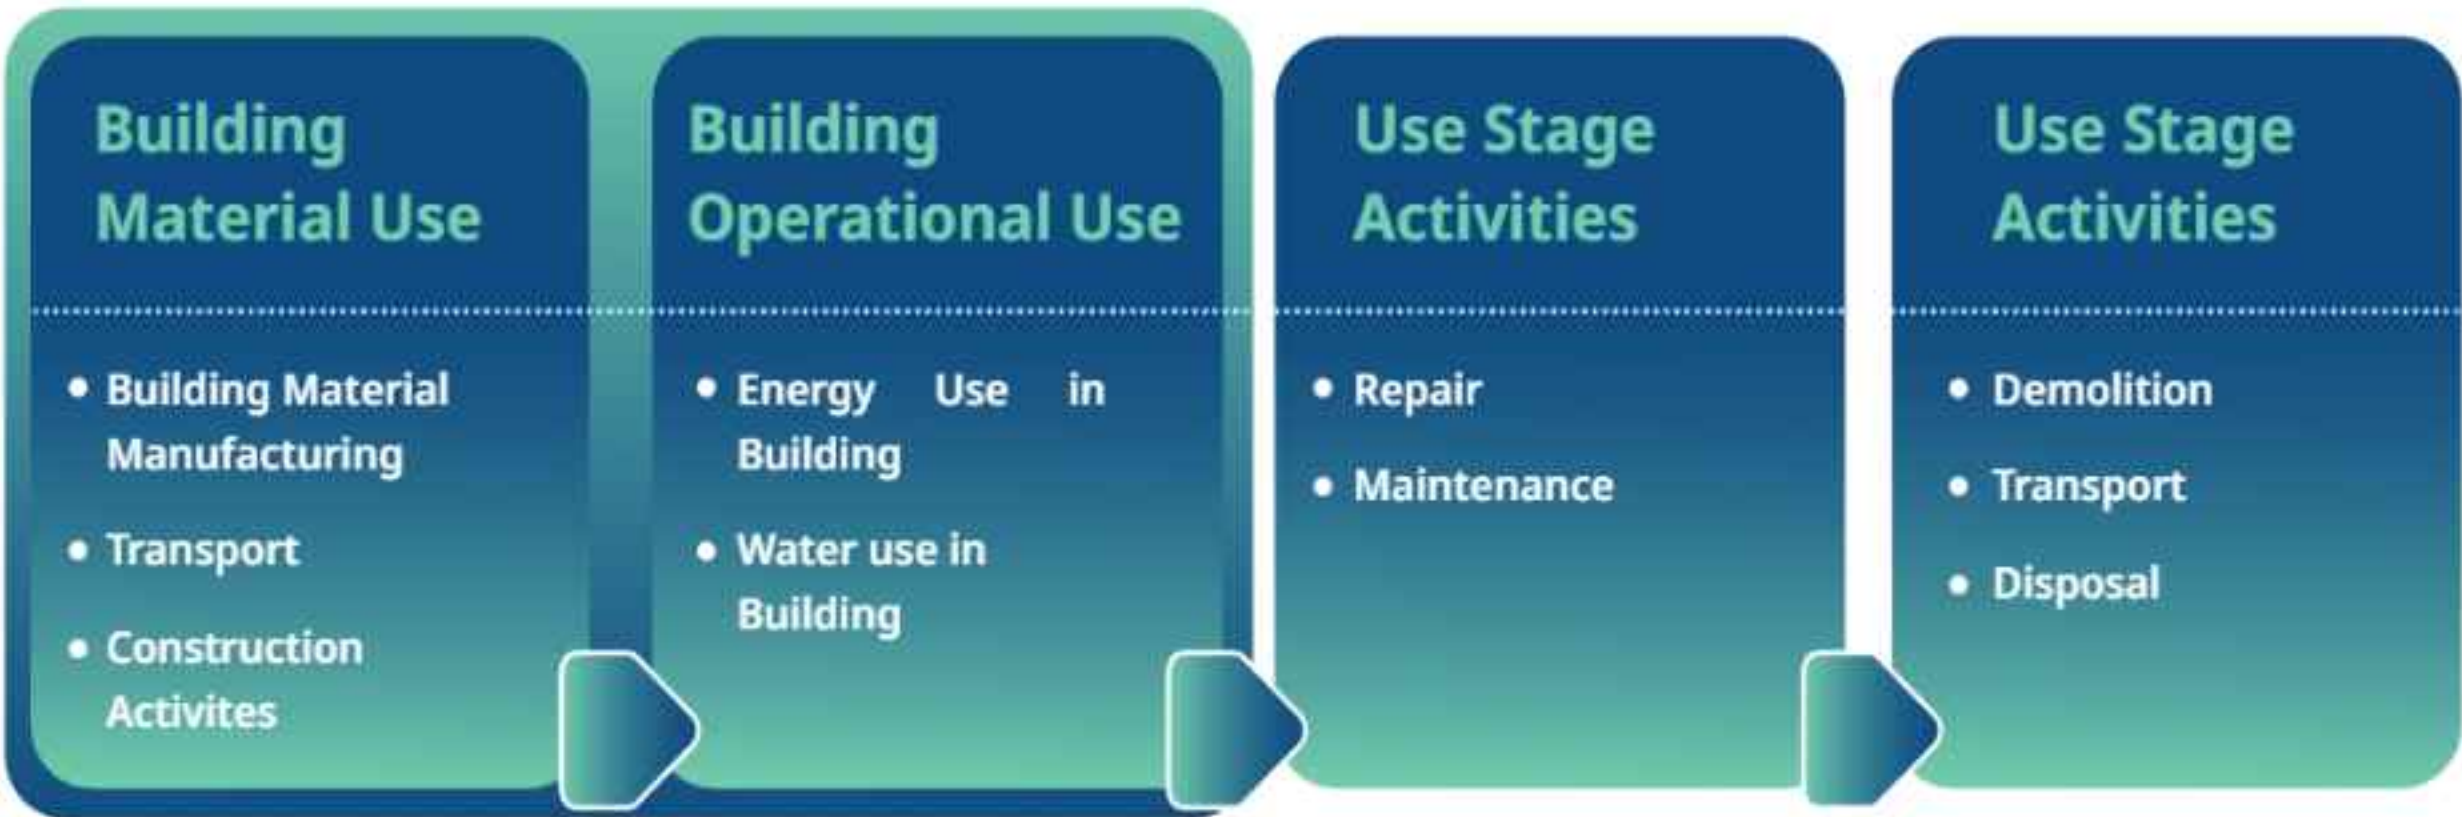 Building
Material Use
• Building Material
Manufacturing
• Transport
• Construction
Activites
Building
Operational Use
• Energy Use in
Building
• Water use in
Building
Use Stage
Activities
• Repair
• Maintenance
Use Stage
Activities
• Demolition
• Transport
• Disposal